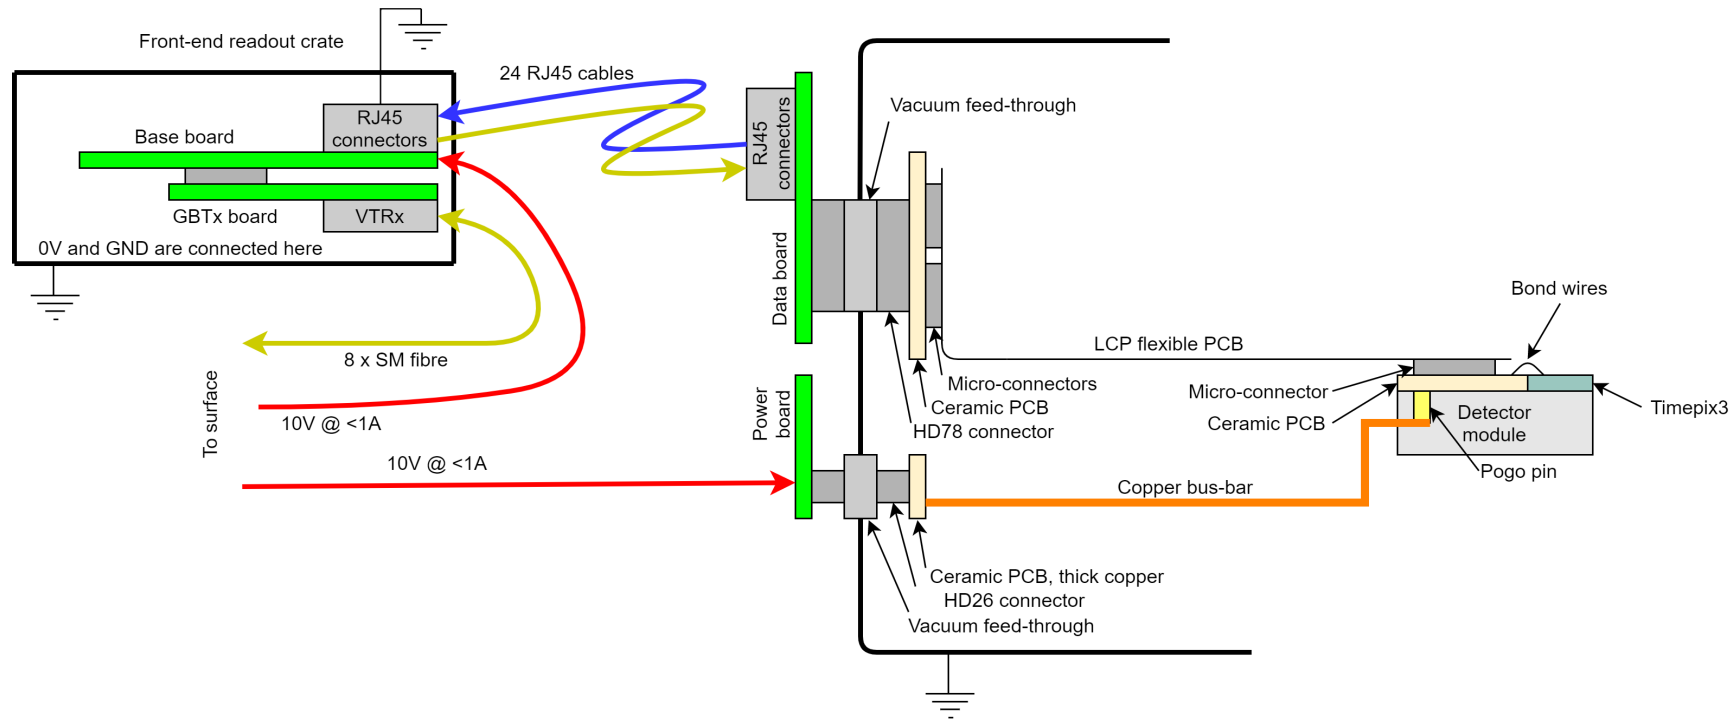 Front-end readout crate
24 RJ45 cables
RJ45
connectors
Base board
GBTx board
VTRx
0V and GND are connected here
8 x SM fibre
10V @ <1A
To surface
10V @ <1A
RJ45
connectors
Data board
Power
board
Vacuum feed-through
Micro-connectors
Ceramic PCB
HD78 connector
LCP flexible PCB
Bond wires
Micro-connector
Ceramic PCB
Detector
module
Timepix3
Pogo pin
Copper bus-bar
Ceramic PCB, thick copper
HD26 connector
Vacuum feed-through